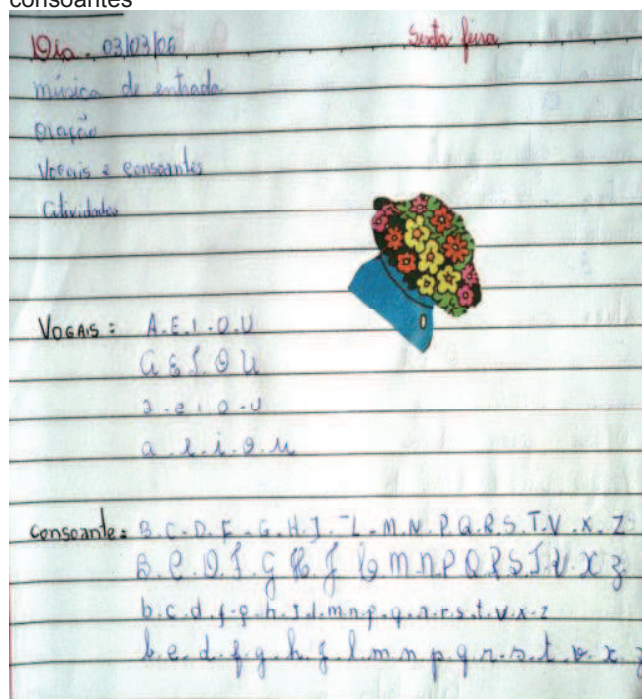 consoantes
Dia. 03/03/06 Sexta feira
música de entrada
oração
Vogais e consoantes
Atividades
VOGAIS: A.E.I.O.U
A E I O U
a.e.i.o.u
a.e.i.o.u
consoante: B.C.D.F.G.H.J.L.M.N.P.Q.R.S.T.V.X.Z
B.C.D.F.G H.J L m n P Q R S T.V X Z
b.c.d.f.g.h.j.l.m.n.p.q.r.r.s.t.v.x.z
b.c.d.f.g.h.j.l.m.n p q r.s.t.v.x.z